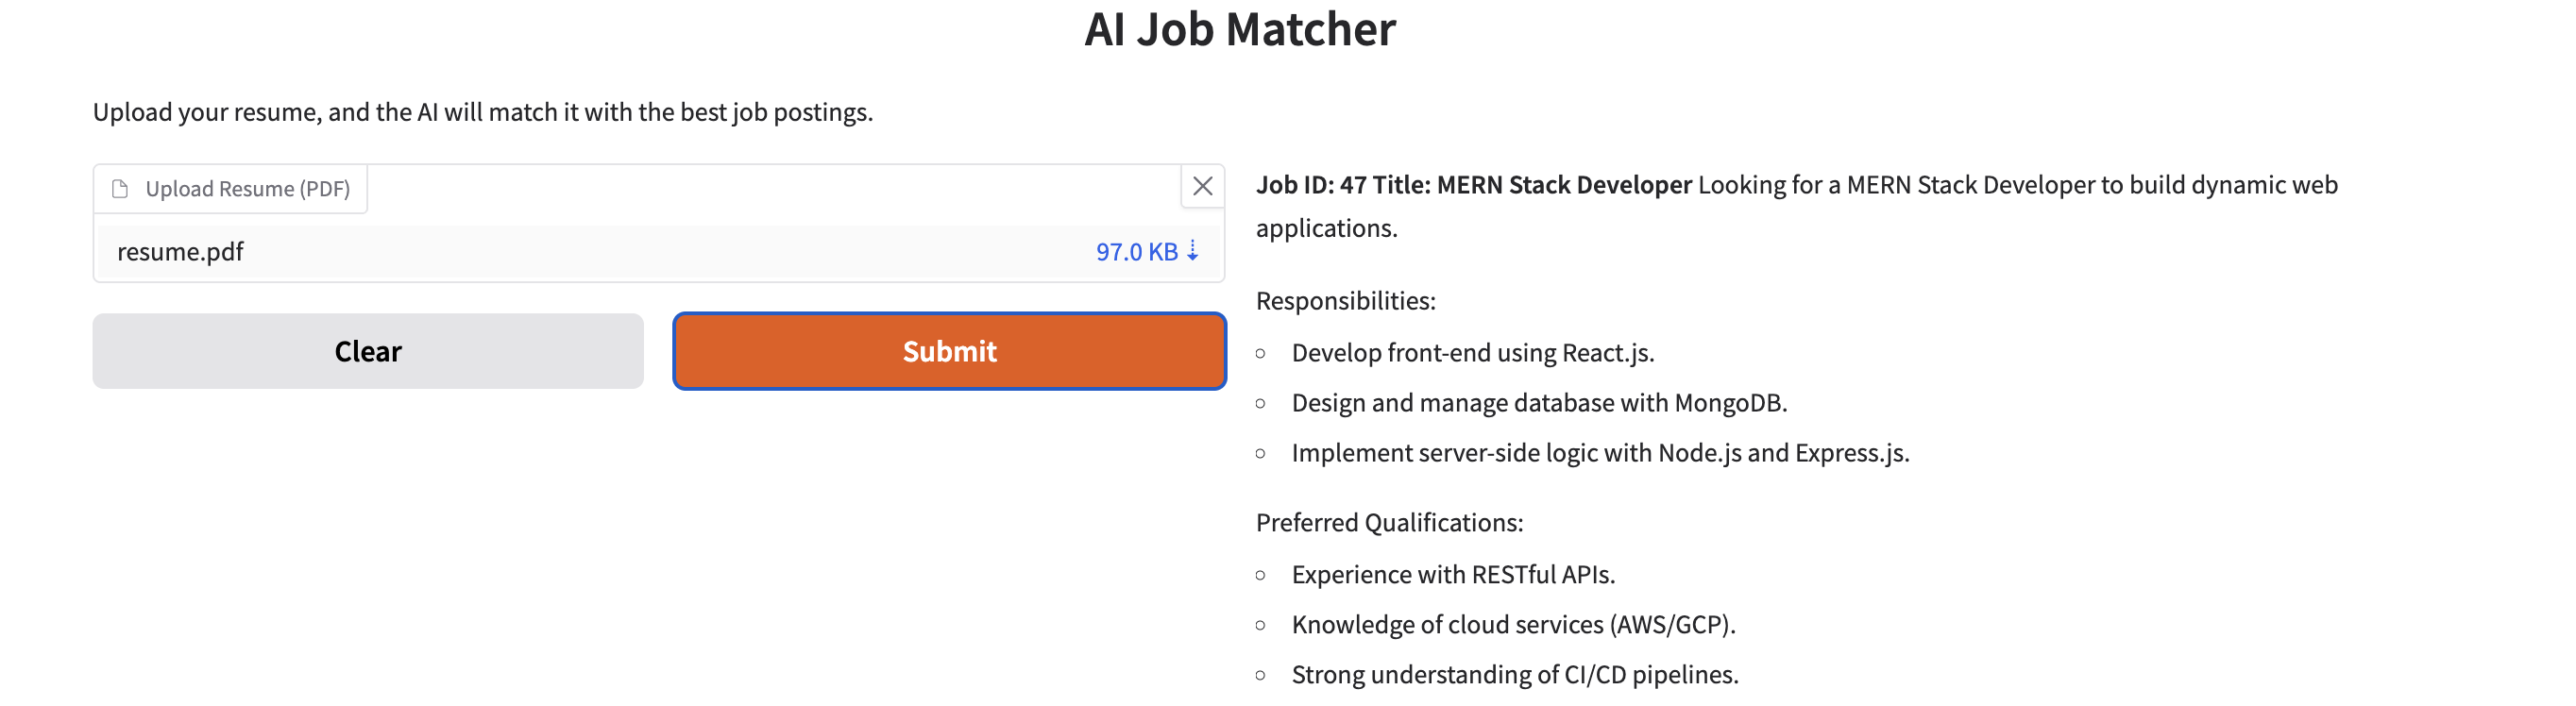 AI Job Matcher
Upload your resume, and the AI will match it with the best job postings.
Upload Resume (PDF)
resume.pdf
97.0 KB ⇣
Clear
Submit
Job ID: 47 Title: MERN Stack Developer Looking for a MERN Stack Developer to build dynamic web
applications.
Responsibilities:
Develop front-end using React.js.
Design and manage database with MongoDB.
Implement server-side logic with Node.js and Express.js.
Preferred Qualifications:
Experience with RESTful APIs.
Knowledge of cloud services (AWS/GCP).
Strong understanding of CI/CD pipelines.